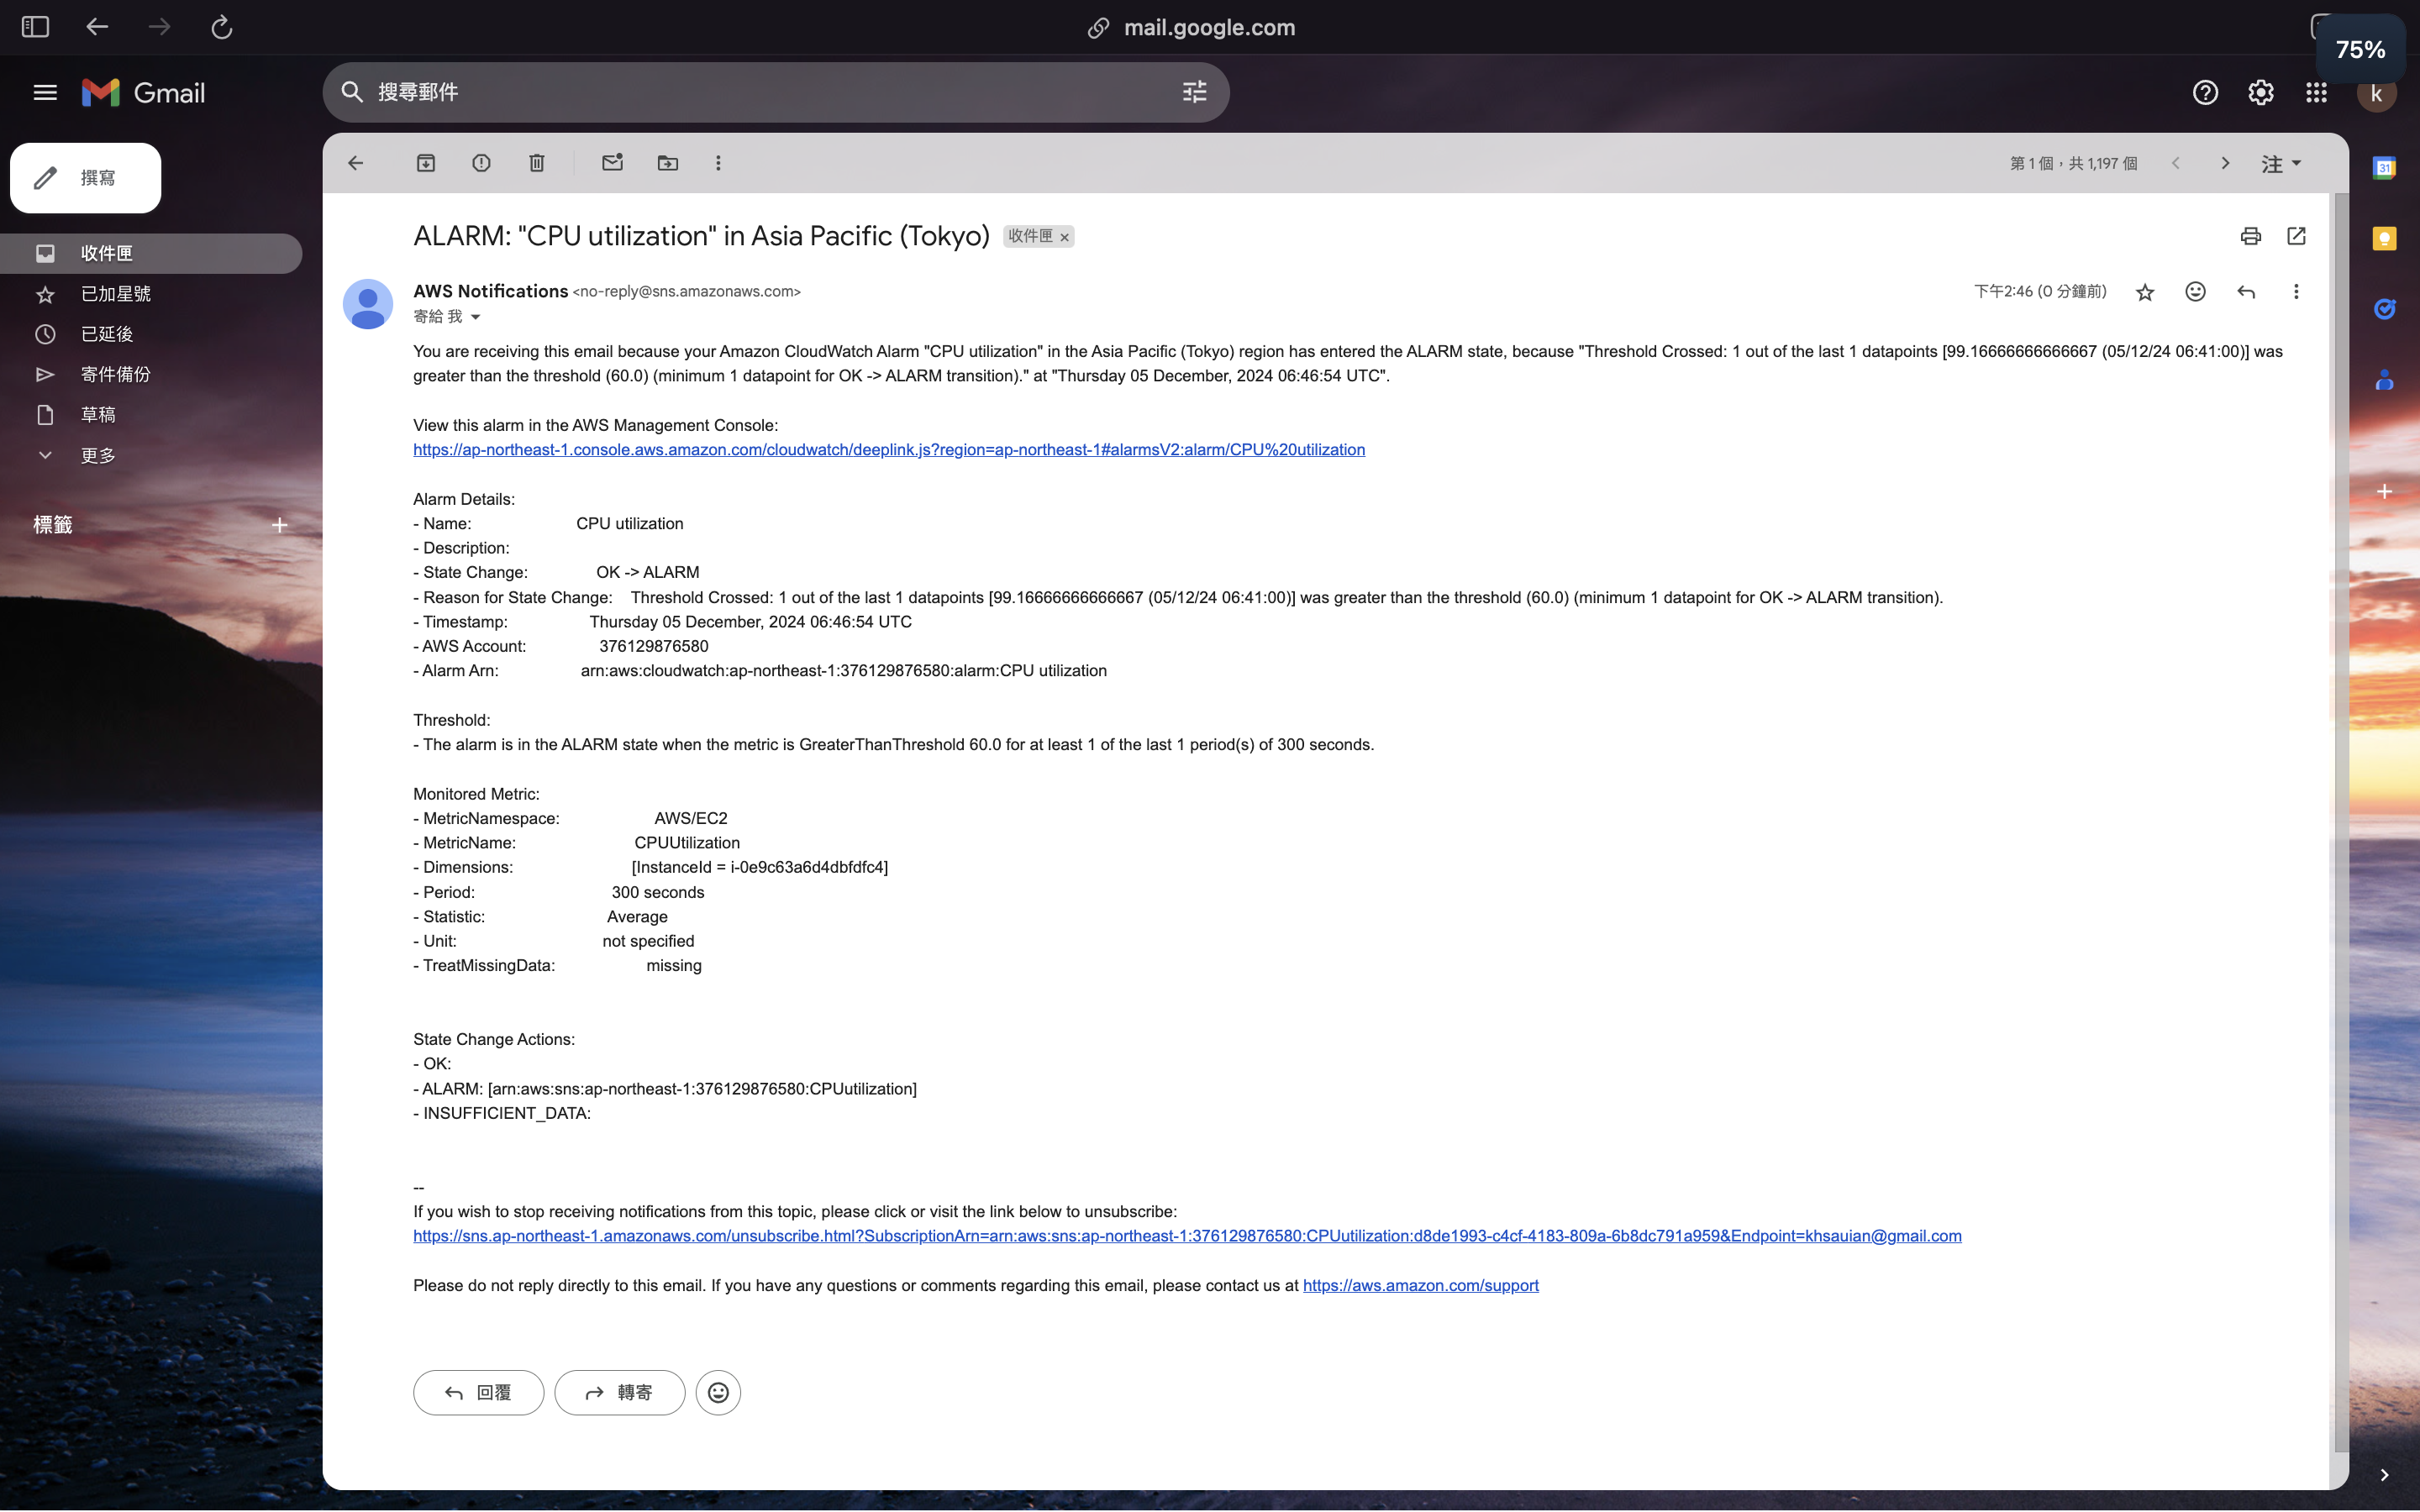 mail.google.com
75%
Gmail
搜尋郵件
k
撰寫
第 1 個，共 1,197 個
注
收件匣
已加星號
已延後
寄件備份
草稿
更多
標籤
ALARM: "CPU utilization" in Asia Pacific (Tokyo)
收件匣 ×
31
AWS Notifications <no-reply@sns.amazonaws.com>
下午2:46 (0 分鐘前)
寄給 我
You are receiving this email because your Amazon CloudWatch Alarm "CPU utilization" in the Asia Pacific (Tokyo) region has entered the ALARM state, because "Threshold Crossed: 1 out of the last 1 datapoints [99.16666666666667 (05/12/24 06:41:00)] was
greater than the threshold (60.0) (minimum 1 datapoint for OK -> ALARM transition)." at "Thursday 05 December, 2024 06:46:54 UTC".
View this alarm in the AWS Management Console:
https://ap-northeast-1.console.aws.amazon.com/cloudwatch/deeplink.js?region=ap-northeast-1#alarmsV2:alarm/CPU%20utilization
Alarm Details:
- Name: CPU utilization
- Description:
- State Change: OK -> ALARM
- Reason for State Change: Threshold Crossed: 1 out of the last 1 datapoints [99.16666666666667 (05/12/24 06:41:00)] was greater than the threshold (60.0) (minimum 1 datapoint for OK -> ALARM transition).
- Timestamp: Thursday 05 December, 2024 06:46:54 UTC
- AWS Account: 376129876580
- Alarm Arn: arn:aws:cloudwatch:ap-northeast-1:376129876580:alarm:CPU utilization
Threshold:
- The alarm is in the ALARM state when the metric is GreaterThanThreshold 60.0 for at least 1 of the last 1 period(s) of 300 seconds.
Monitored Metric:
- MetricNamespace: AWS/EC2
- MetricName: CPUUtilization
- Dimensions: [InstanceId = i-0e9c63a6d4dbfdfc4]
- Period: 300 seconds
- Statistic: Average
- Unit: not specified
- TreatMissingData: missing
State Change Actions:
- OK:
- ALARM: [arn:aws:sns:ap-northeast-1:376129876580:CPUutilization]
- INSUFFICIENT_DATA:
--
If you wish to stop receiving notifications from this topic, please click or visit the link below to unsubscribe:
https://sns.ap-northeast-1.amazonaws.com/unsubscribe.html?SubscriptionArn=arn:aws:sns:ap-northeast-1:376129876580:CPUutilization:d8de1993-c4cf-4183-809a-6b8dc791a959&Endpoint=khsauian@gmail.com
Please do not reply directly to this email. If you have any questions or comments regarding this email, please contact us at https://aws.amazon.com/support
回覆
轉寄